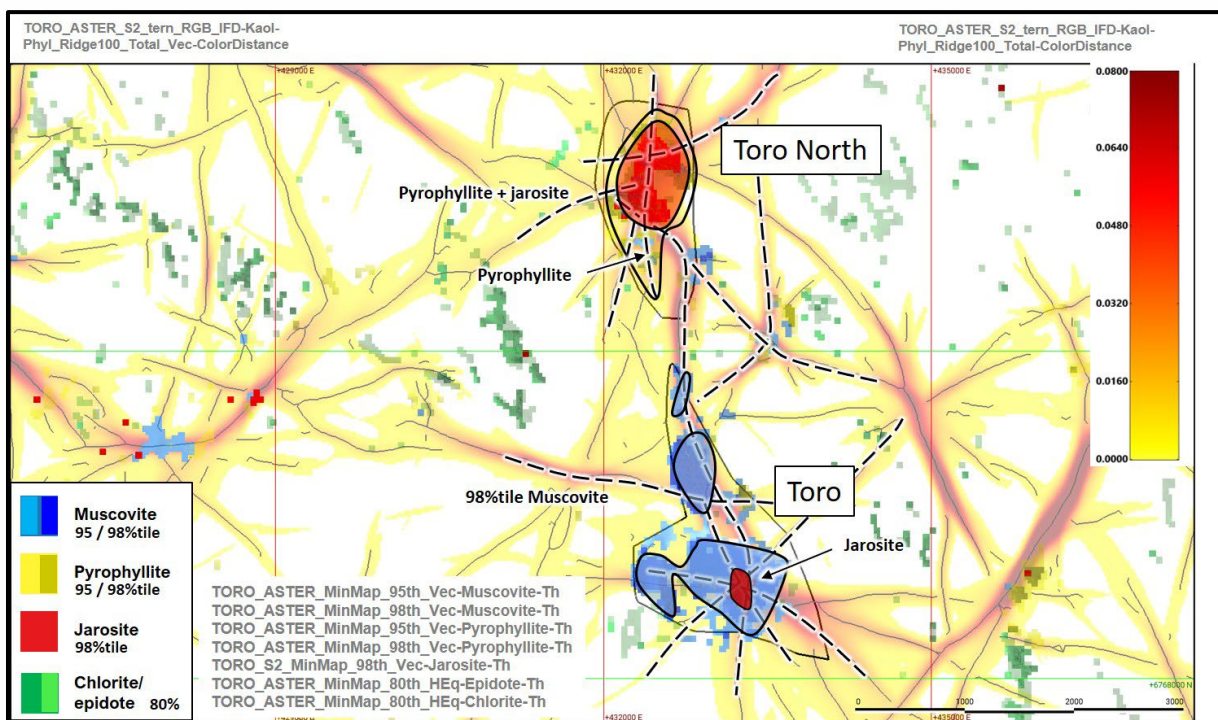 TORO_ASTER_S2_tern_RGB_IFD-Kaol-
Phyl_Ridge100_Total_Vec-ColorDistance
TORO_ASTER_S2_tern_RGB_IFD-Kaol-
Phyl_Ridge100_Total-ColorDistance
+429000 E
+432000 E
+435000 E
0.0800
0.0640
0.0480
0.0320
0.0160
0.0000
Toro North
Pyrophyllite + jarosite
Pyrophyllite
98%tile Muscovite
Toro
Jarosite
Muscovite
95 / 98%tile
Pyrophyllite
95 / 98%tile
Jarosite
98%tile
Chlorite/
epidote 80%
TORO_ASTER_MinMap_95th_Vec-Muscovite-Th
TORO_ASTER_MinMap_98th_Vec-Muscovite-Th
TORO_ASTER_MinMap_95th_Vec-Pyrophyllite-Th
TORO_ASTER_MinMap_98th_Vec-Pyrophyllite-Th
TORO_S2_MinMap_98th_Vec-Jarosite-Th
TORO_ASTER_MinMap_80th_HEq-Epidote-Th
TORO_ASTER_MinMap_80th_HEq-Chlorite-Th
+6768000 N
0
1000
2000
3000
+432000 E
+435000 E